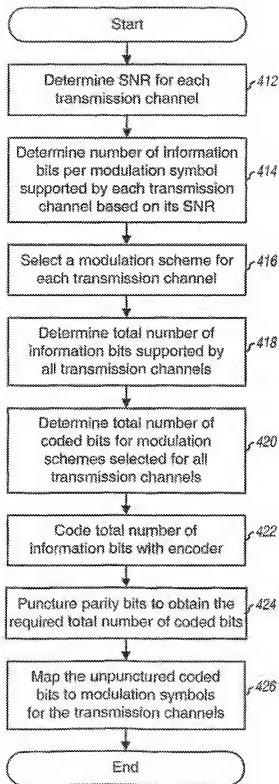 Start
Determine SNR for each
transmission channel
412
Determine number of information
bits per modulation symbol
supported by each transmission
channel based on its SNR
414
Select a modulation scheme for
each transmission channel
416
Determine total number of
information bits supported by
all transmission channels
418
Determine total number of
coded bits for modulation
schemes selected for all
transmission channels
420
Code total number of
information bits with encoder
422
Puncture parity bits to obtain the
required total number of coded bits
424
Map the unpunctured coded
bits to modulation symbols
for the transmission channels
426
End